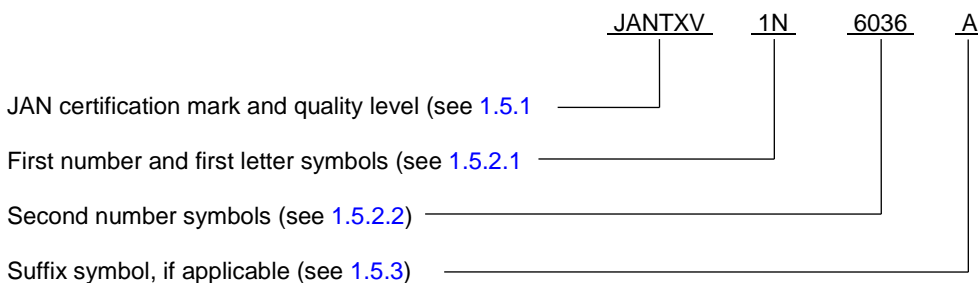 JANTXV 1N 6036 A
JAN certification mark and quality level (see 1.5.1
First number and first letter symbols (see 1.5.2.1
Second number symbols (see 1.5.2.2)
Suffix symbol, if applicable (see 1.5.3)